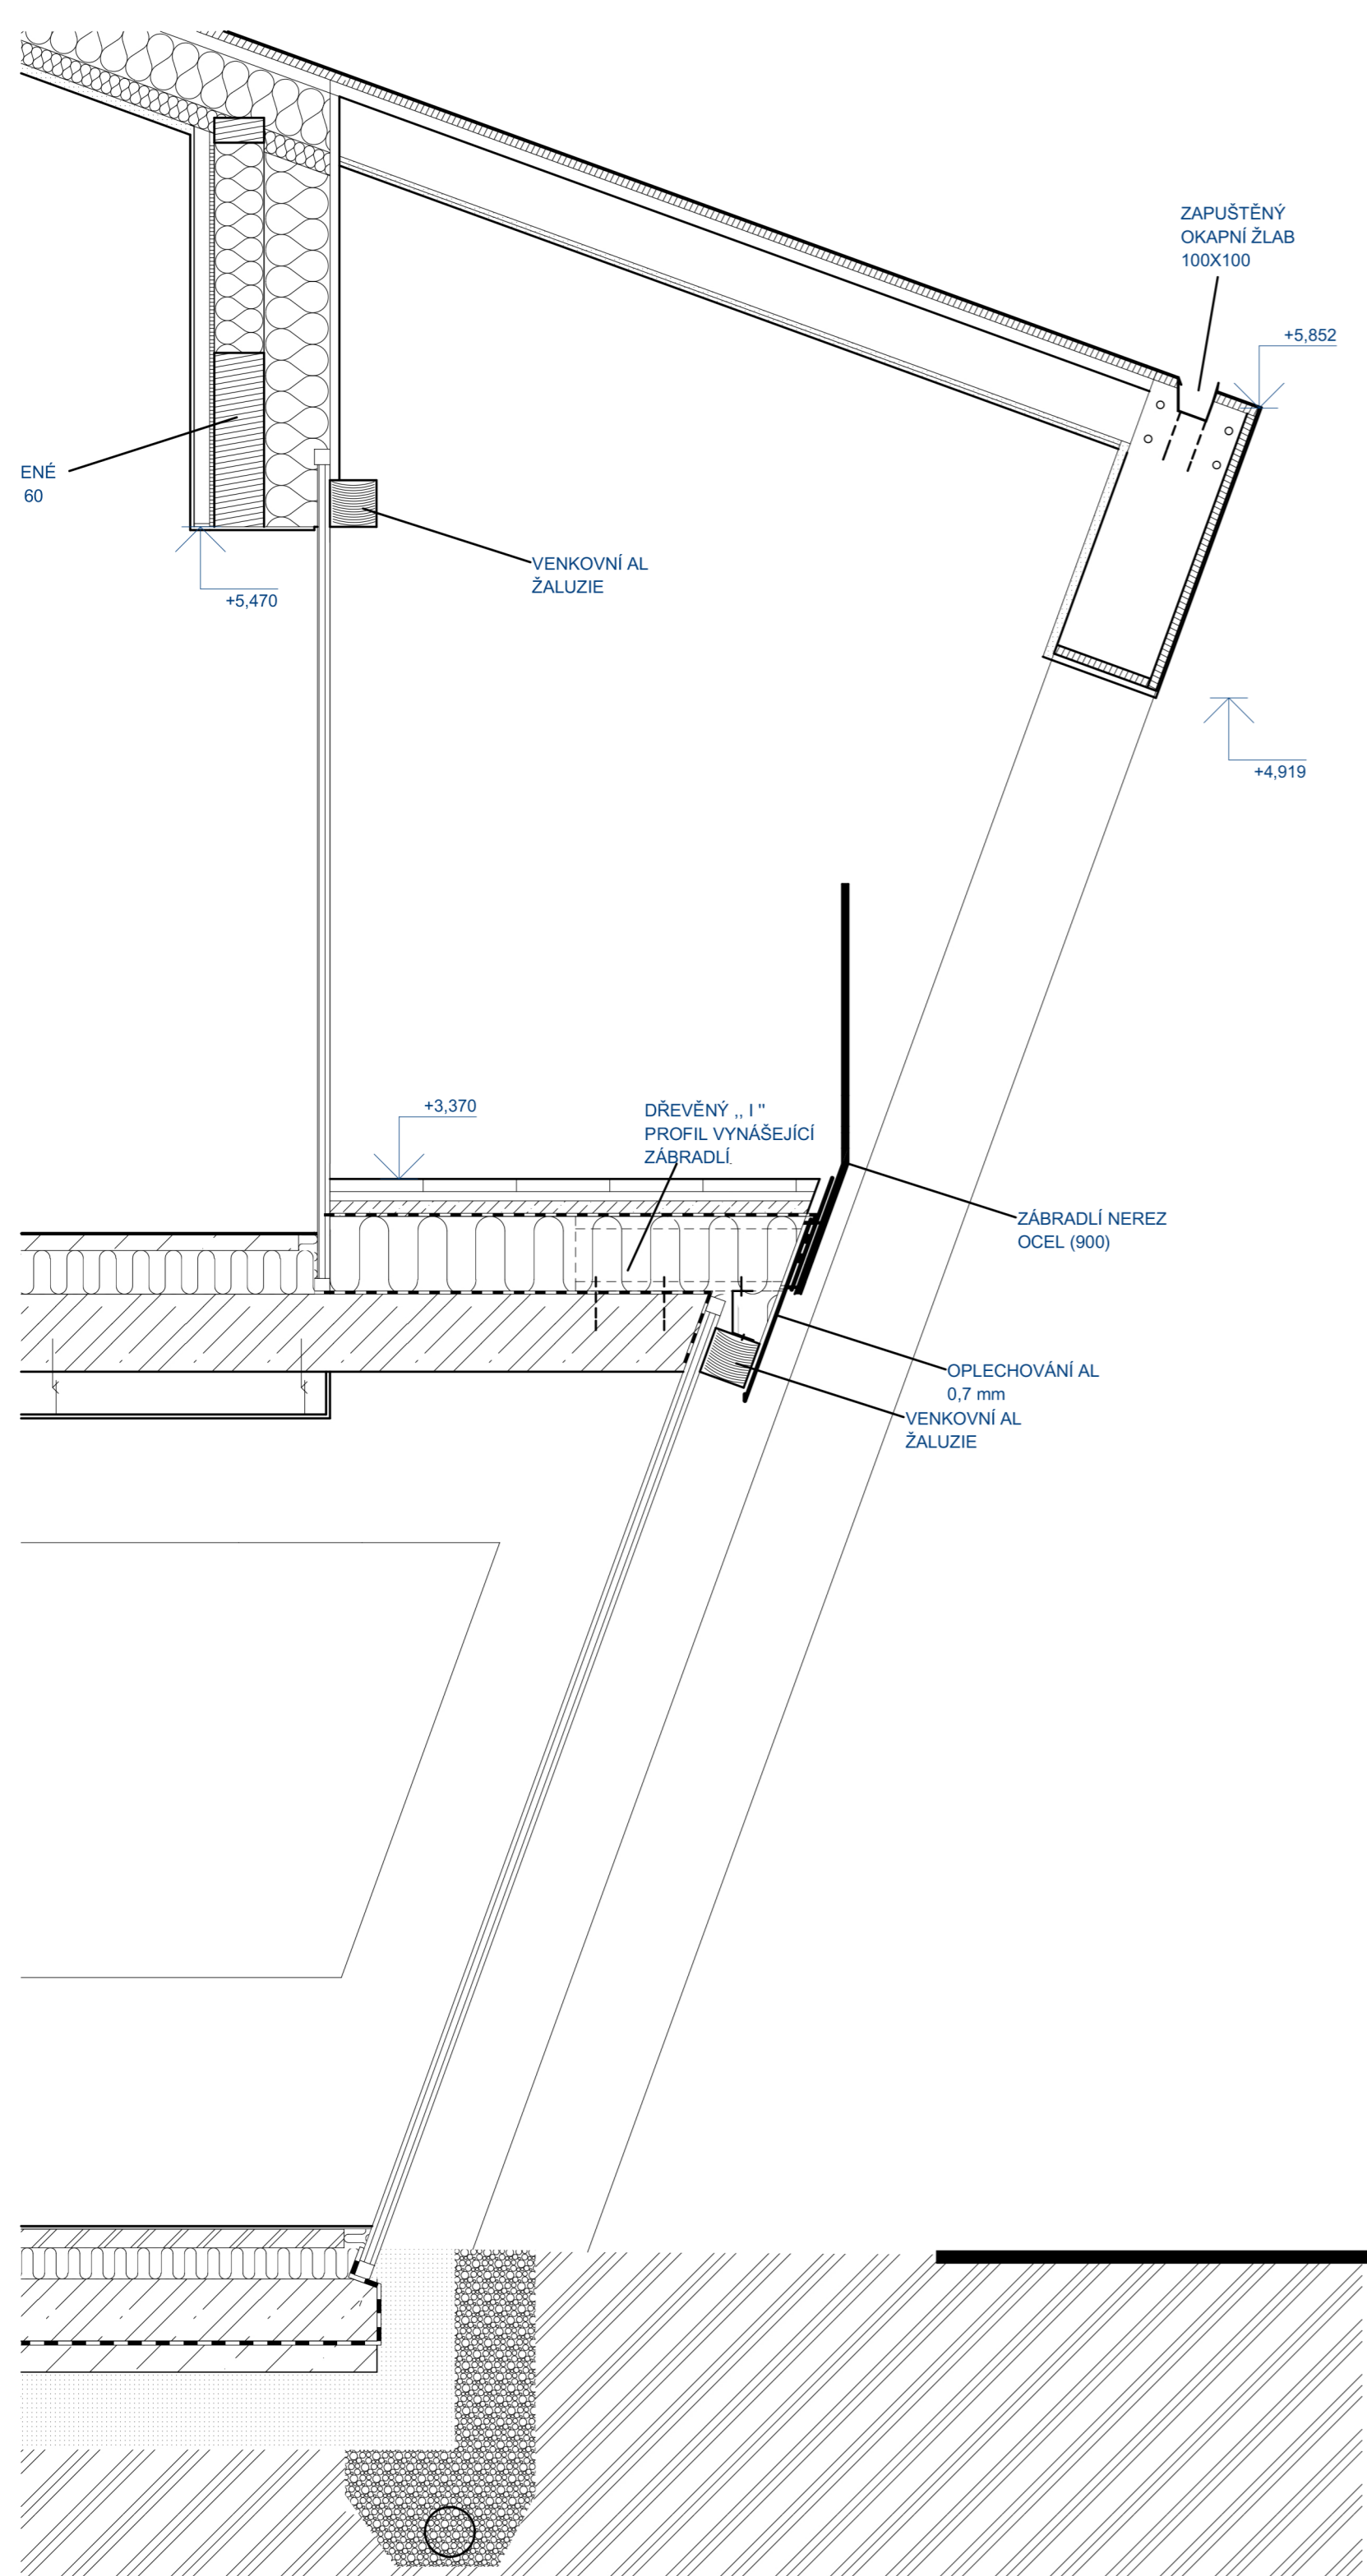 ZAPUŠTĚNÝ
OKAPNÍ ŽLAB
100X100
+5,852
ENÉ
60
VENKOVNÍ AL
ŽALUZIE
+5,470
+4,919
+3,370
DŘEVĚNÝ ,, I "
PROFIL VYNÁŠEJÍCÍ
ZÁBRADLÍ
ZÁBRADLÍ NEREZ
OCEL (900)
OPLECHOVÁNÍ AL
0,7 mm
VENKOVNÍ AL
ŽALUZIE